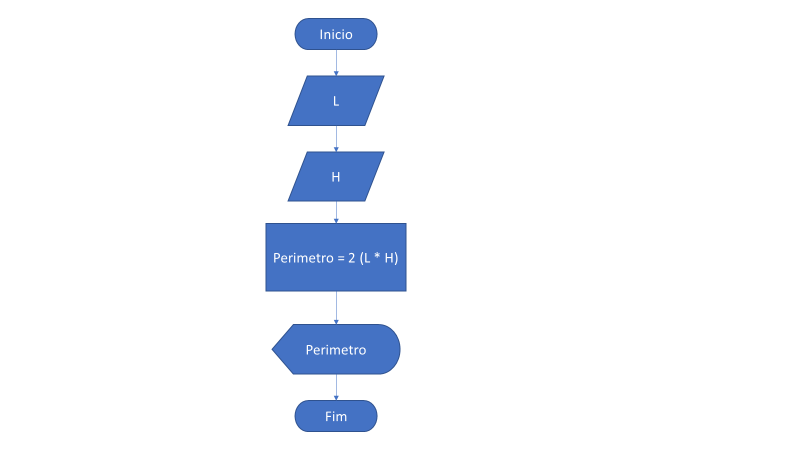 Inicio
L
H
Perimetro = 2 (L * H)
Perimetro
Fim